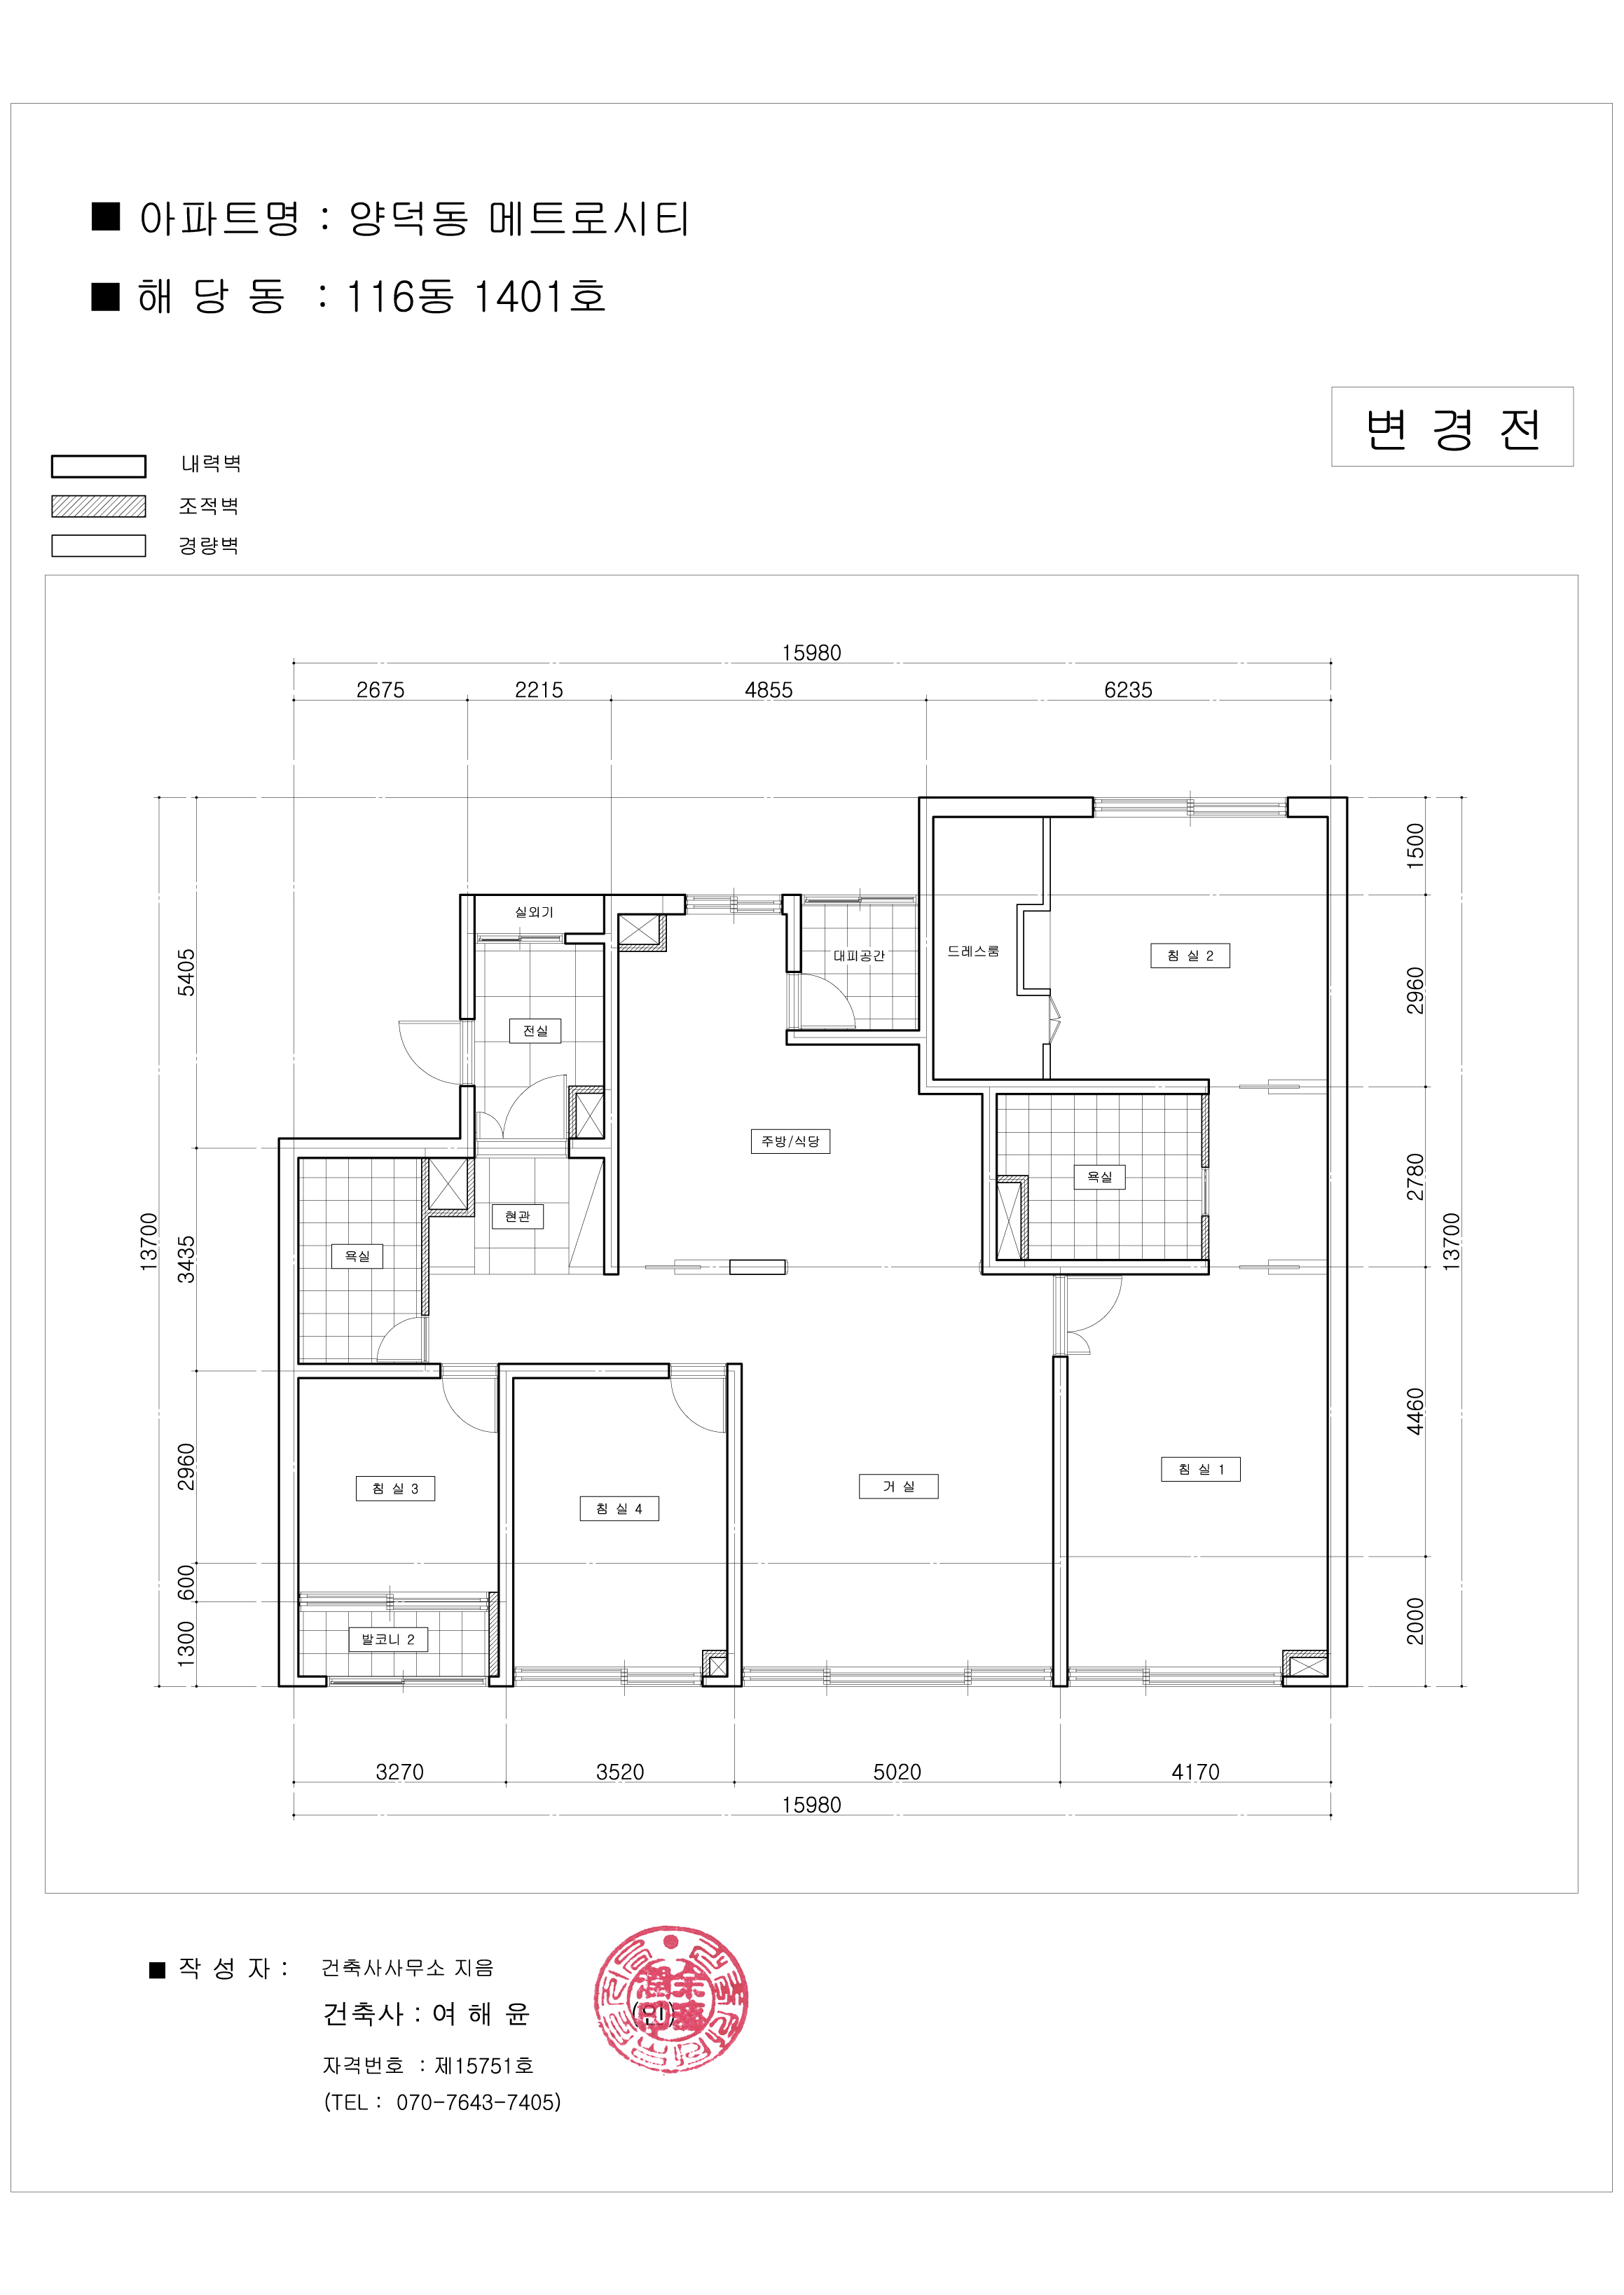 ■ 아파트명 : 양덕동 메트로시티
■ 해 당 동 : 116동 1401호
변 경 전
내력벽
조적벽
경량벽
15980
2675 2215 4855 6235
실외기
대피공간
드레스룸
침 실 2
전실
주방/식당
욕실
현관
욕실
침 실 3
침 실 4
거 실
침 실 1
발코니 2
13700
5405
3435
2960
600
1300
1500
2960
2780
4460
2000
13700
3270 3520 5020 4170
15980
■ 작 성 자 : 건축사사무소 지음
건축사 : 여 해 윤 (인)
자격번호 : 제15751호
(TEL : 070-7643-7405)